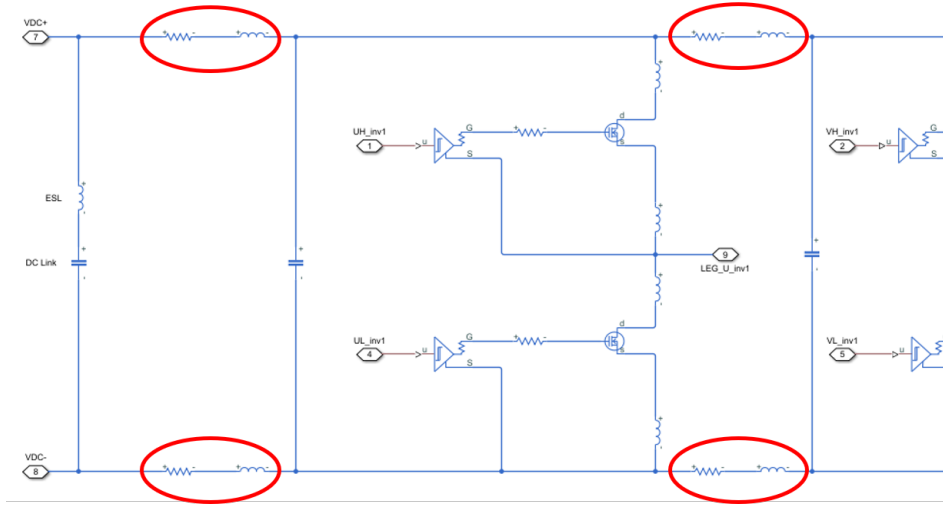 VDC+
7
d
UH_inv1
1
u
G
S
s
VH_inv1
2
u
G
S
ESL
DC Link
9
LEG_U_inv1
d
UL_inv1
4
u
G
S
s
VL_inv1
5
u
G
S
VDC-
8